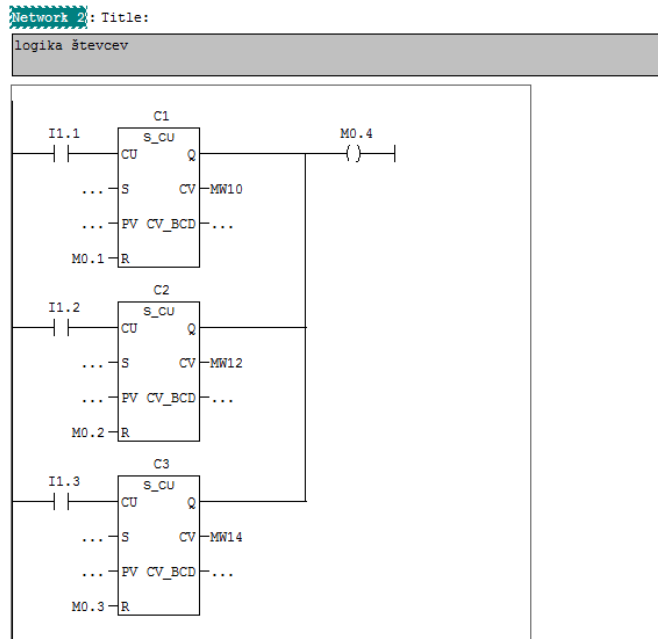 Network 2: Title:
logika števcev
C1
I1.1 S_CU M0.4
CU Q
... S CV MW10
... PV CV_BCD ...
M0.1 R
C2
I1.2 S_CU
CU Q
... S CV MW12
... PV CV_BCD ...
M0.2 R
C3
I1.3 S_CU
CU Q
... S CV MW14
... PV CV_BCD ...
M0.3 R